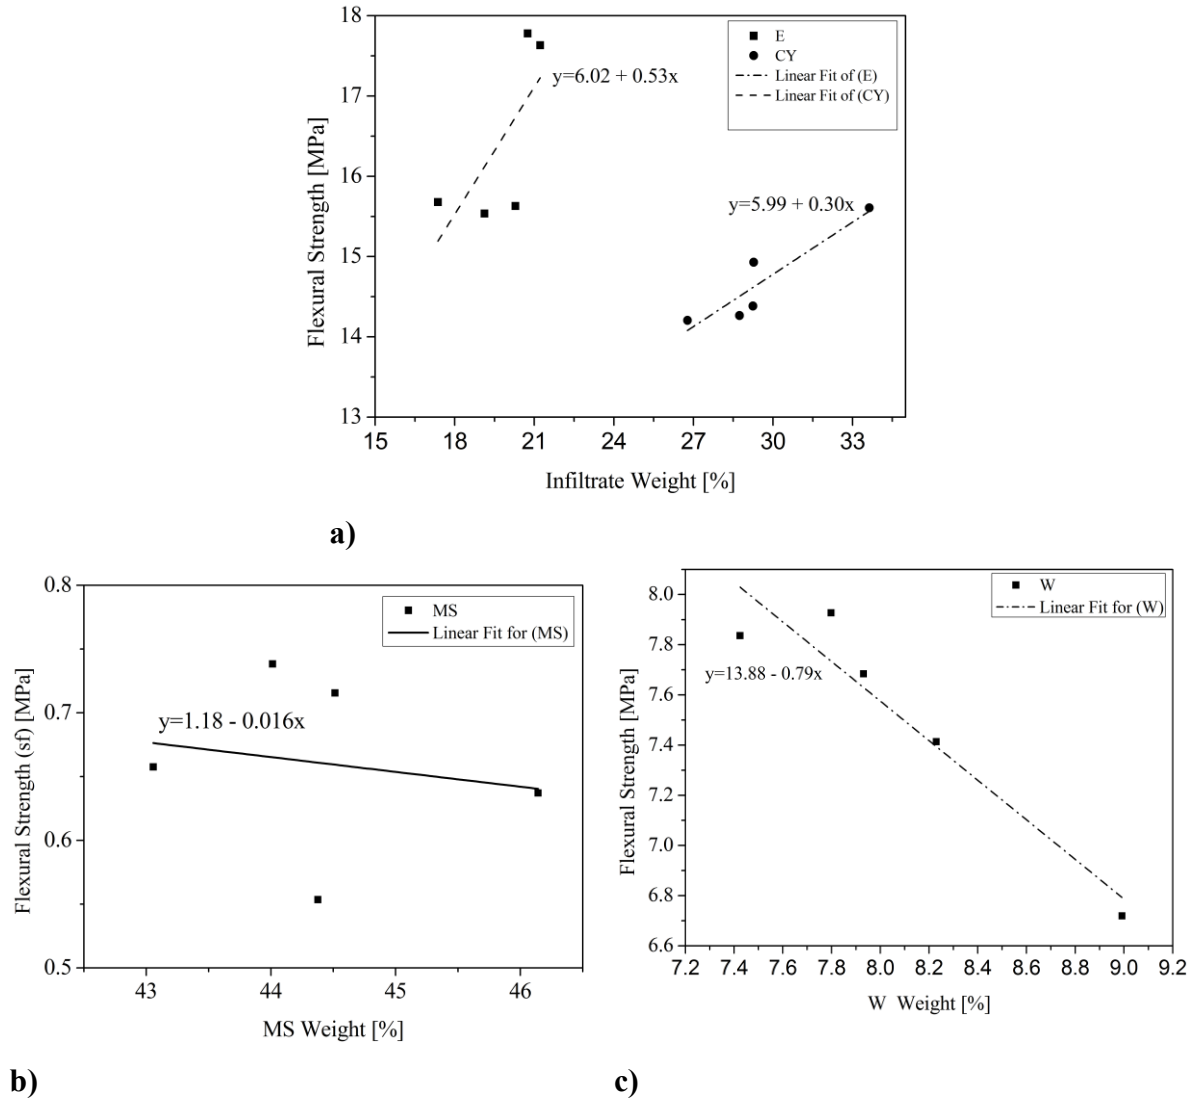 18
17
16
15
14
13
Flexural Strength [MPa]
E
CY
Linear Fit of (E)
Linear Fit of (CY)
y=6.02 + 0.53x
y=5.99 + 0.30x
15 18 21 24 27 30 33
Infiltrate Weight [%]
a)
0.8
0.7
0.6
0.5
Flexural Strength (sf) [MPa]
MS
Linear Fit for (MS)
y=1.18 - 0.016x
43 44 45 46
MS Weight [%]
b)
8.0
7.8
7.6
7.4
7.2
7.0
6.8
6.6
Flexural Strength [MPa]
W
Linear Fit for (W)
y=13.88 - 0.79x
7.2 7.4 7.6 7.8 8.0 8.2 8.4 8.6 8.8 9.0 9.2
W Weight [%]
c)